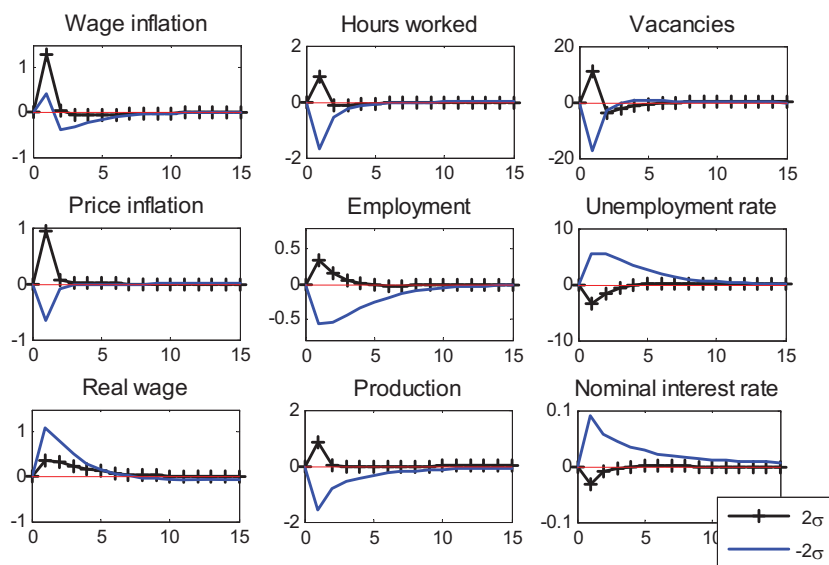 Wage inflation
Hours worked
Vacancies
1
0
-1
0 5 10 15
2
0
-2
0 5 10 15
20
0
-20
0 5 10 15
Price inflation
Employment
Unemployment rate
1
0
-1
0 5 10 15
0.5
0
-0.5
0 5 10 15
10
0
-10
0 5 10 15
Real wage
Production
Nominal interest rate
1
0
-1
0 5 10 15
2
0
-2
0 5 10 15
0.1
0
-0.1
0 5
2σ
-2σ